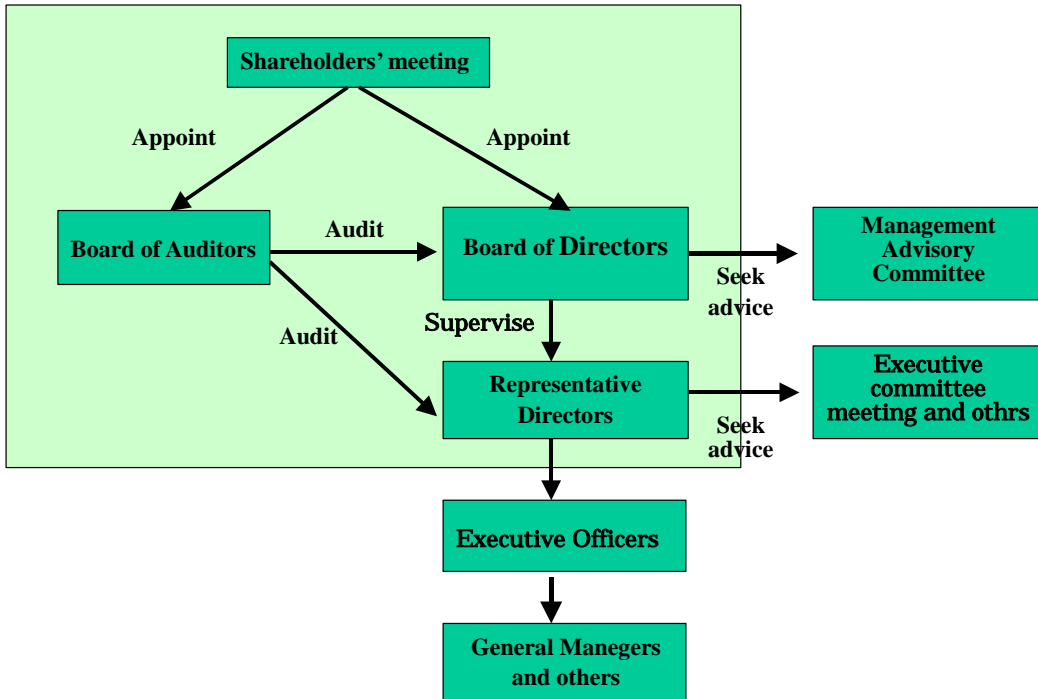 Shareholders’ meeting
Appoint
Appoint
Board of Auditors
Audit
Board of Directors
Management
Advisory
Committee
Seek
advice
Supervise
Audit
Representative
Directors
Executive
committee
meeting and othrs
Seek
advice
Executive Officers
General Manegers
and others